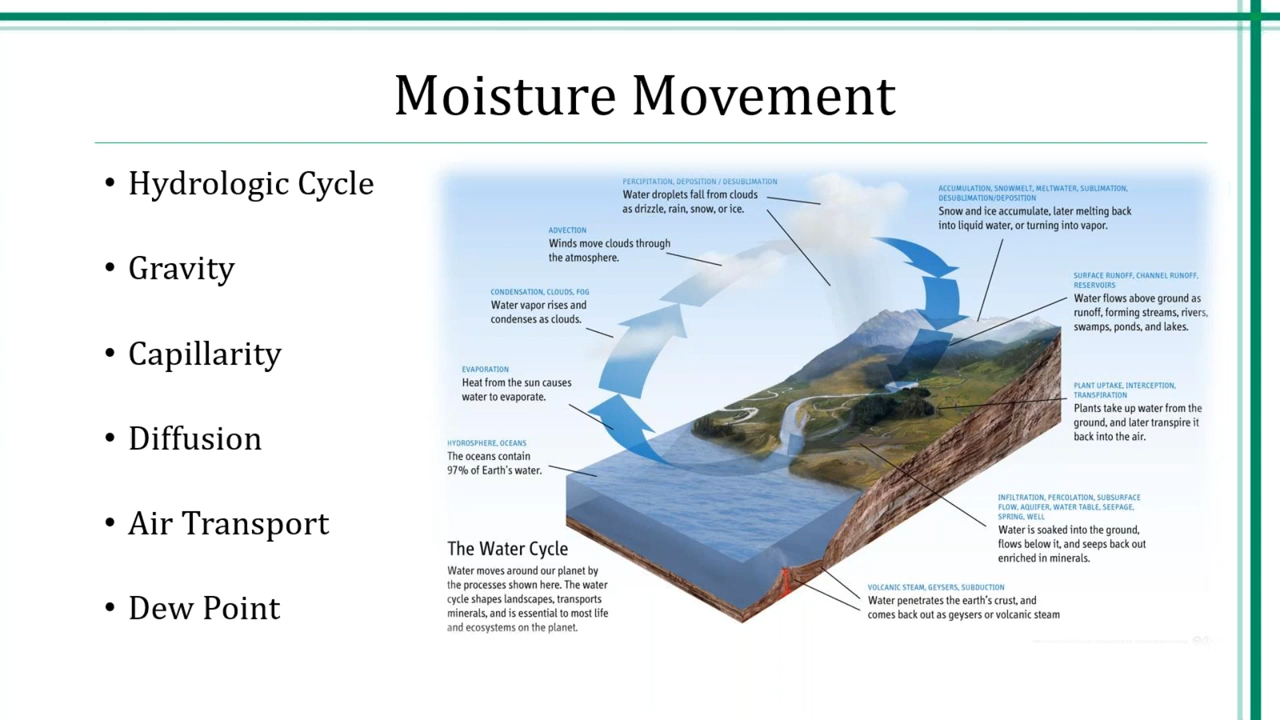 Moisture Movement
• Hydrologic Cycle
• Gravity
• Capillarity
• Diffusion
• Air Transport
• Dew Point
PERCIPITATION, DEPOSITION / DESUBLIMATION
Water droplets fall from clouds
as drizzle, rain, snow, or ice.
ADVECTION
Winds move clouds through
the atmosphere.
CONDENSATION, CLOUDS, FOG
Water vapor rises and
condenses as clouds.
EVAPORATION
Heat from the sun causes
water to evaporate.
HYDROSPHERE, OCEANS
The oceans contain
97% of Earth's water.
The Water Cycle
Water moves around our planet by
the processes shown here. The water
cycle shapes landscapes, transports
minerals, and is essential to most life
and ecosystems on the planet.
ACCUMULATION, SNOWMELT, MELTWATER, SUBLIMATION,
DESUBLIMATION/DEPOSITION
Snow and ice accumulate, later melting back
into liquid water, or turning into vapor.
SURFACE RUNOFF, CHANNEL RUNOFF,
RESERVOIRS
Water flows above ground as
runoff, forming streams, rivers,
swamps, ponds, and lakes.
PLANT UPTAKE, INTERCEPTION,
TRANSPIRATION
Plants take up water from the
ground, and later transpire it
back into the air.
INFILTRATION, PERCOLATION, SUBSURFACE
FLOW, AQUIFER, WATER TABLE, SEEPAGE,
SPRING, WELL
Water is soaked into the ground,
flows below it, and seeps back out
enriched in minerals.
VOLCANIC STEAM, GEYSERS, SUBDUCTION
Water penetrates the earth's crust, and
comes back out as geysers or volcanic steam